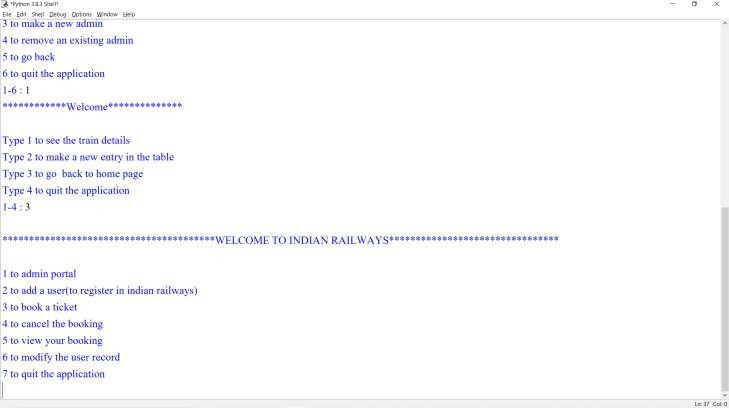 *Python 3.8.3 Shell*
File Edit Shell Debug Options Window Help
3 to make a new admin
4 to remove an existing admin
5 to go back
6 to quit the application
1-6 : 1
************Welcome**************
Type 1 to see the train details
Type 2 to make a new entry in the table
Type 3 to go  back to home page
Type 4 to quit the application
1-4 : 3
****************************************WELCOME TO INDIAN RAILWAYS********************************
1 to admin portal
2 to add a user(to register in indian railways)
3 to book a ticket
4 to cancel the booking
5 to view your booking
6 to modify the user record
7 to quit the application
Ln: 37 Col: 0